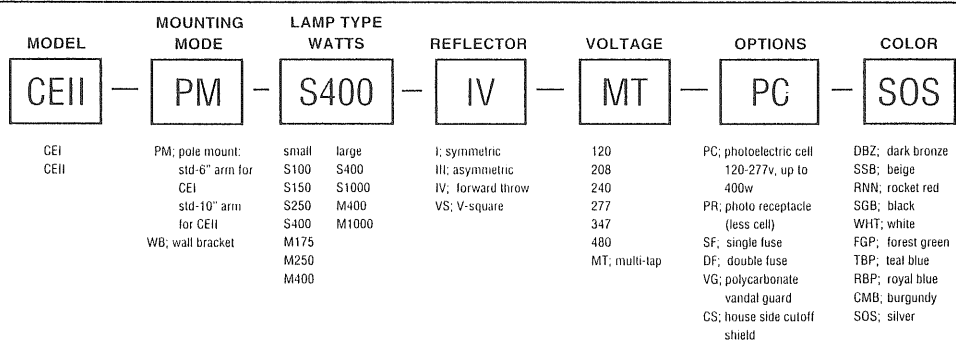 MODEL
MOUNTING MODE
LAMP TYPE WATTS
REFLECTOR
VOLTAGE
OPTIONS
COLOR
CEII — PM – S400 – IV — MT — PC – SOS
CEI
CEII
PM; pole mount:
std-6" arm for
CEI
std-10" arm
for CEII
WB; wall bracket
small large
S100 S400
S150 S1000
S250 M400
S400 M1000
M175
M250
M400
I; symmetric
III; asymmetric
IV; forward throw
VS; V-square
120
208
240
277
347
480
MT; multi-tap
PC; photoelectric cell
120-277v, up to
400w
PR; photo receptacle
(less cell)
SF; single fuse
DF; double fuse
VG; polycarbonate
vandal guard
CS; house side cutoff
shield
DBZ; dark bronze
SSB; beige
RNN; rocket red
SGB; black
WHT; white
FGP; forest green
TBP; teal blue
RBP; royal blue
CMB; burgundy
SOS; silver